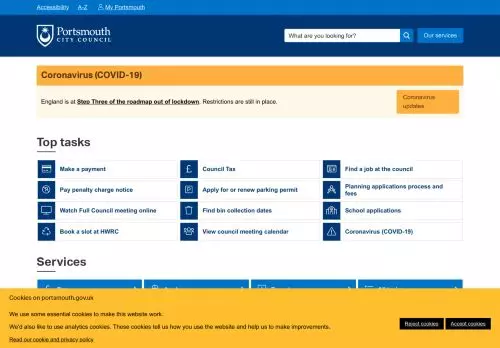 Accessibility A-Z My Portsmouth
Portsmouth
CITY COUNCIL
What are you looking for?
Our services
Coronavirus (COVID-19)
England is at Step Three of the roadmap out of lockdown. Restrictions are still in place.
Coronavirus
updates
Top tasks
Make a payment
Council Tax
Find a job at the council
Pay penalty charge notice
Apply for or renew parking permit
Planning applications process and
fees
Watch Full Council meeting online
Find bin collection dates
School applications
Book a slot at HWRC
View council meeting calendar
Coronavirus (COVID-19)
Services
Cookies on portsmouth.gov.uk
We use some essential cookies to make this website work.
We'd also like to use analytics cookies. These cookies tell us how you use the website and help us to make improvements.
Reject cookies
Accept cookies
Read our cookie and privacy policy